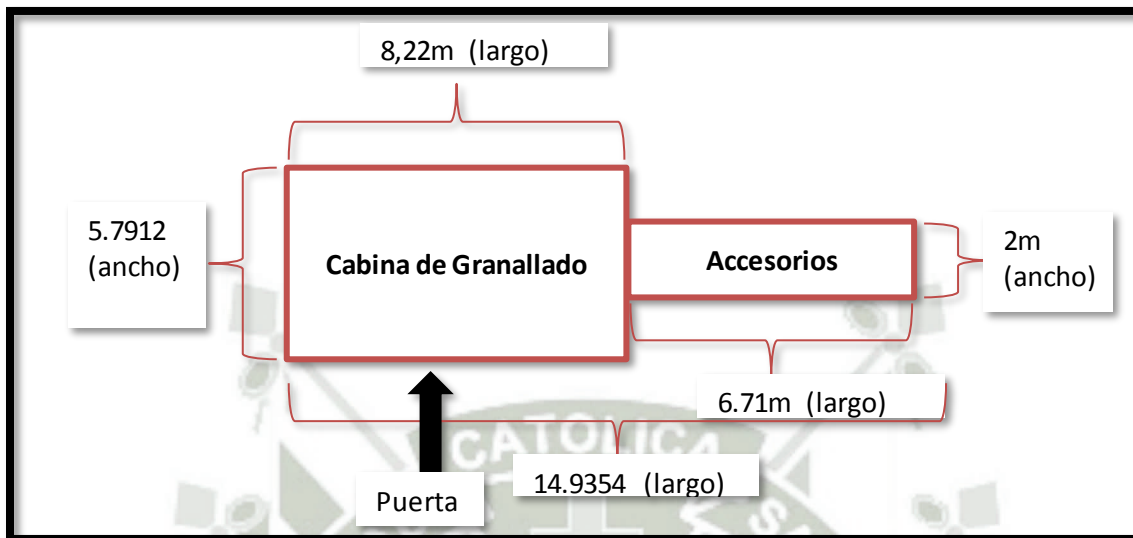 8,22m (largo)
5.7912
(ancho)
Cabina de Granallado
Accesorios
2m
(ancho)
6.71m (largo)
14.9354 (largo)
Puerta
CATOLICA